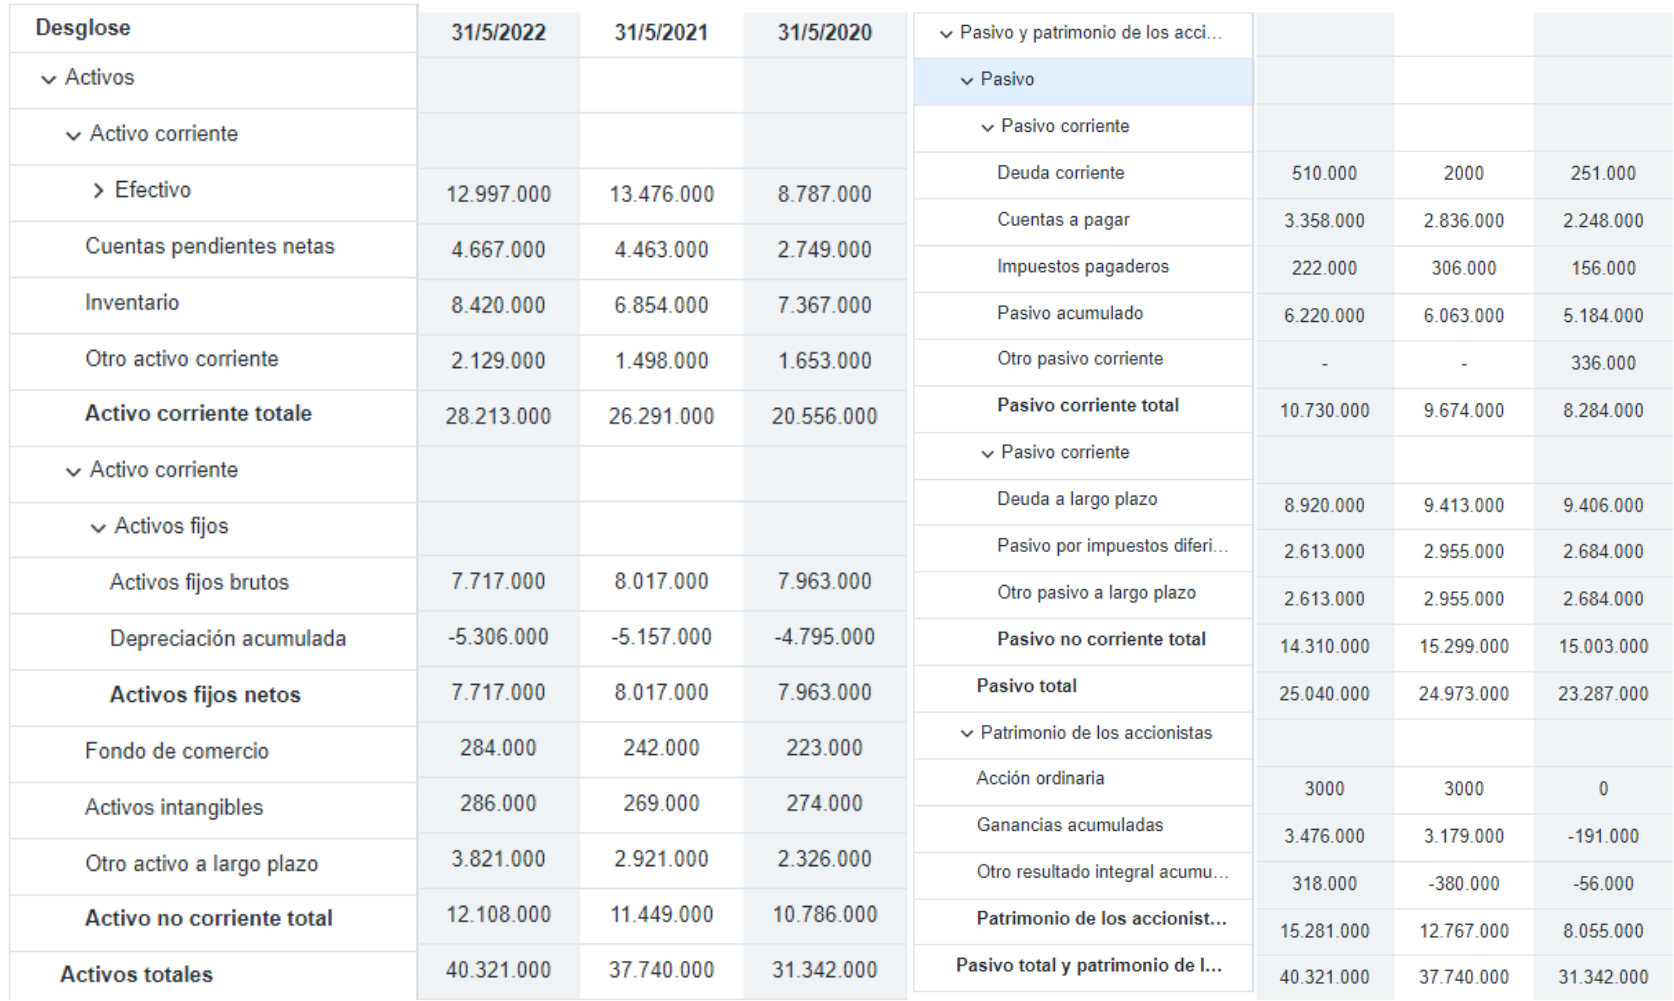 Desglose 31/5/2022 31/5/2021 31/5/2020
Activos
Activo corriente
Efectivo 12.997.000 13.476.000 8.787.000
Cuentas pendientes netas 4.667.000 4.463.000 2.749.000
Inventario 8.420.000 6.854.000 7.367.000
Otro activo corriente 2.129.000 1.498.000 1.653.000
Activo corriente totale 28.213.000 26.291.000 20.556.000
Activo corriente
Activos fijos
Activos fijos brutos 7.717.000 8.017.000 7.963.000
Depreciación acumulada -5.306.000 -5.157.000 -4.795.000
Activos fijos netos 7.717.000 8.017.000 7.963.000
Fondo de comercio 284.000 242.000 223.000
Activos intangibles 286.000 269.000 274.000
Otro activo a largo plazo 3.821.000 2.921.000 2.326.000
Activo no corriente total 12.108.000 11.449.000 10.786.000
Activos totales 40.321.000 37.740.000 31.342.000
Pasivo y patrimonio de los acci...
Pasivo
Pasivo corriente
Deuda corriente 510.000 2000 251.000
Cuentas a pagar 3.358.000 2.836.000 2.248.000
Impuestos pagaderos 222.000 306.000 156.000
Pasivo acumulado 6.220.000 6.063.000 5.184.000
Otro pasivo corriente - - 336.000
Pasivo corriente total 10.730.000 9.674.000 8.284.000
Pasivo corriente
Deuda a largo plazo 8.920.000 9.413.000 9.406.000
Pasivo por impuestos diferi... 2.613.000 2.955.000 2.684.000
Otro pasivo a largo plazo 2.613.000 2.955.000 2.684.000
Pasivo no corriente total 14.310.000 15.299.000 15.003.000
Pasivo total 25.040.000 24.973.000 23.287.000
Patrimonio de los accionistas
Acción ordinaria 3000 3000 0
Ganancias acumuladas 3.476.000 3.179.000 -191.000
Otro resultado integral acumu... 318.000 -380.000 -56.000
Patrimonio de los accionist... 15.281.000 12.767.000 8.055.000
Pasivo total y patrimonio de l... 40.321.000 37.740.000 31.342.000